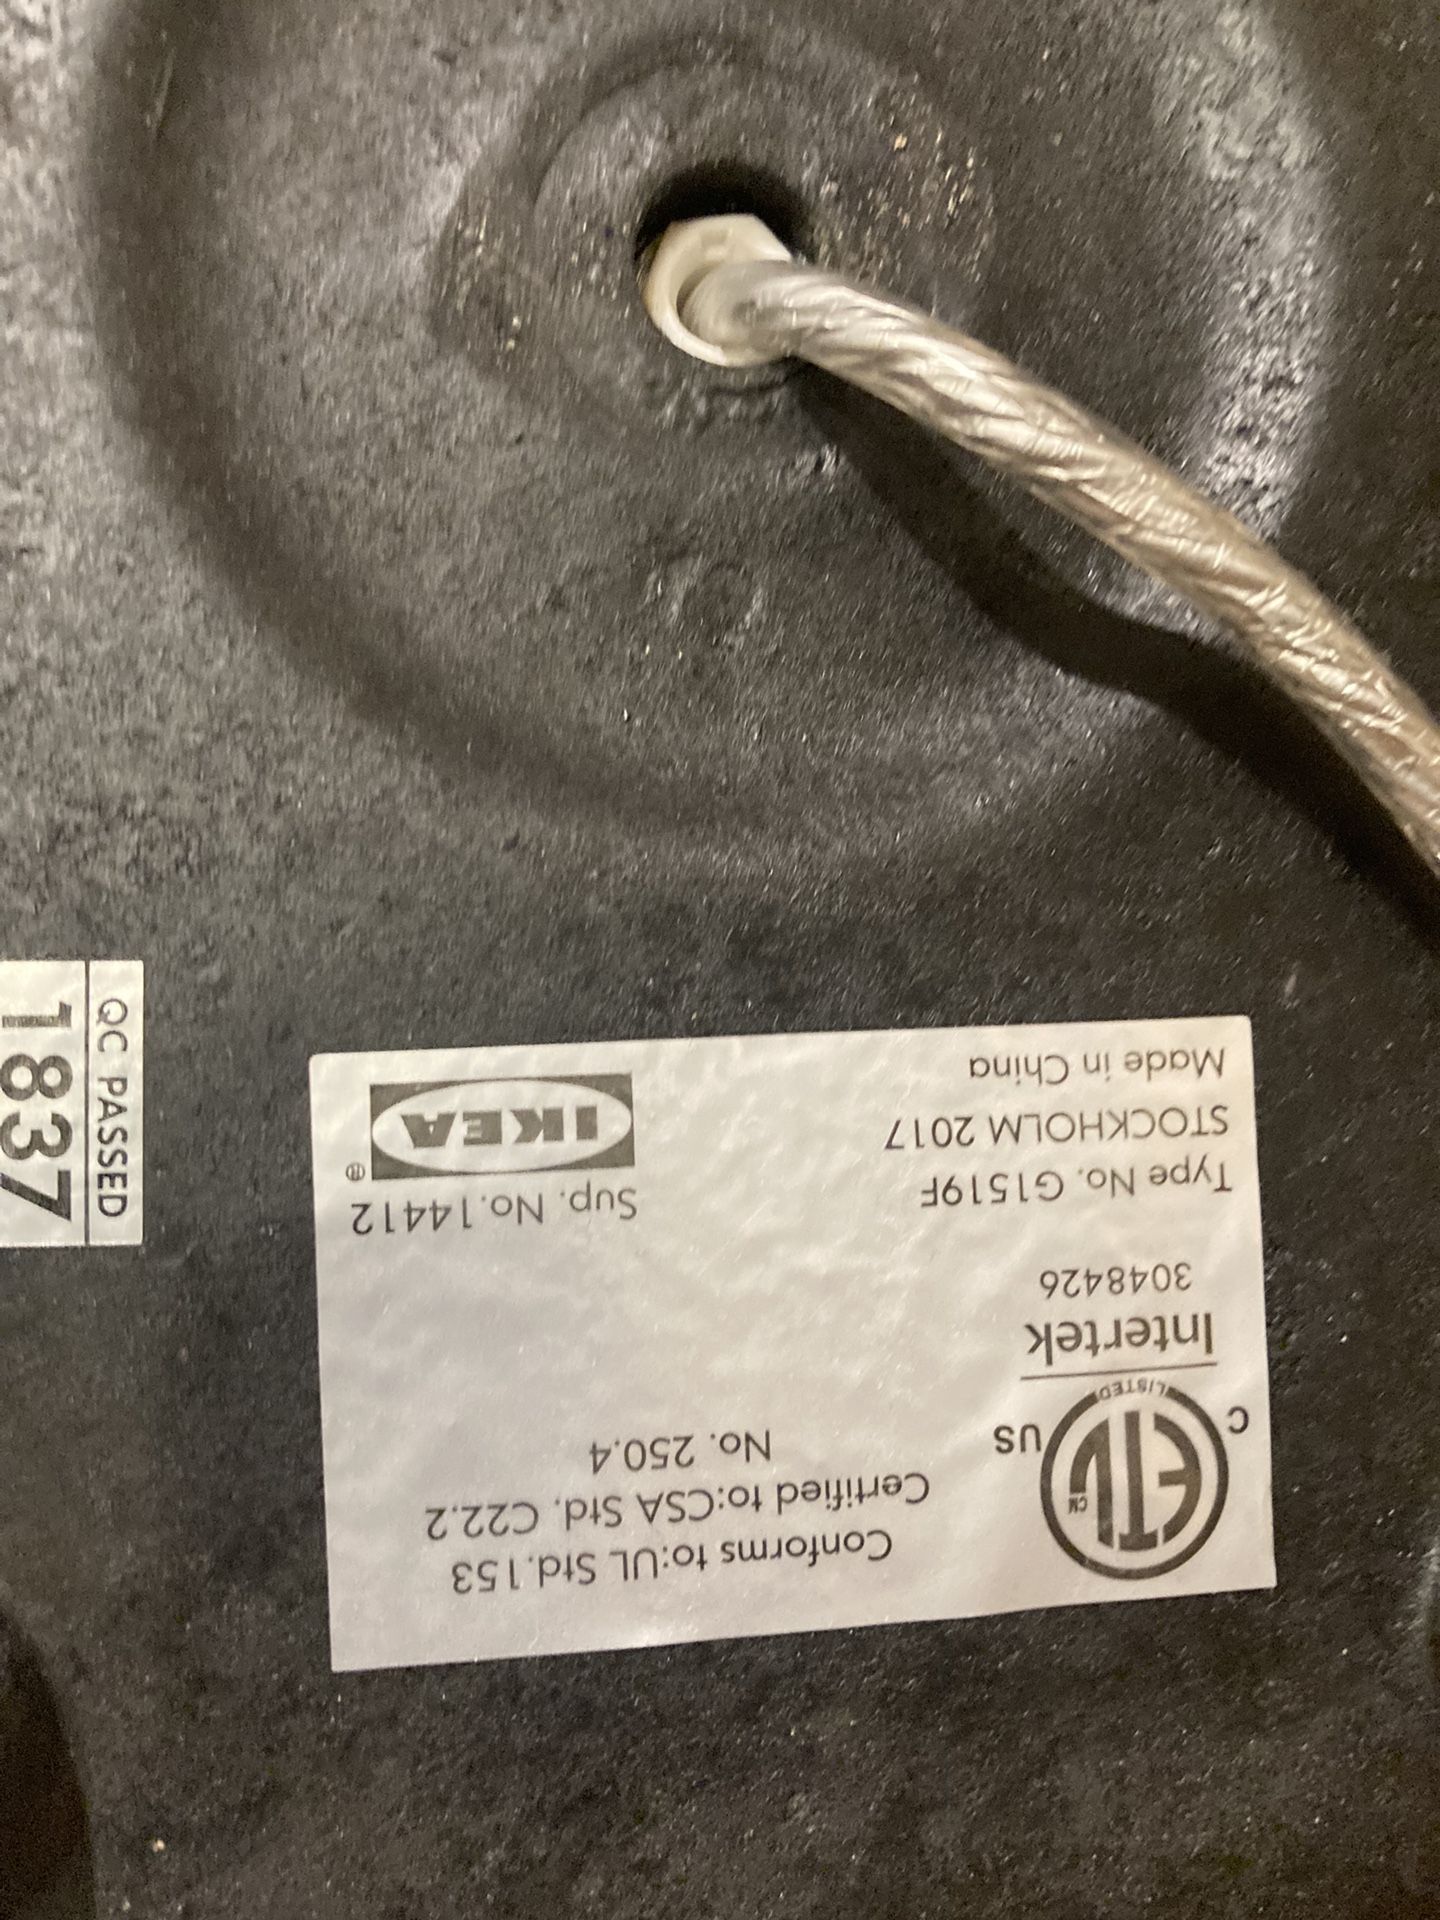 Conforms to:UL Std.153
Certified to:CSA Std. C22.2
No. 250.4
C
ETL
CM
LISTED
US
Intertek
3048426
Type No. G1519F
STOCKHOLM 2017
Made in China
Sup. No.14412
IKEA
®
QC PASSED
1837